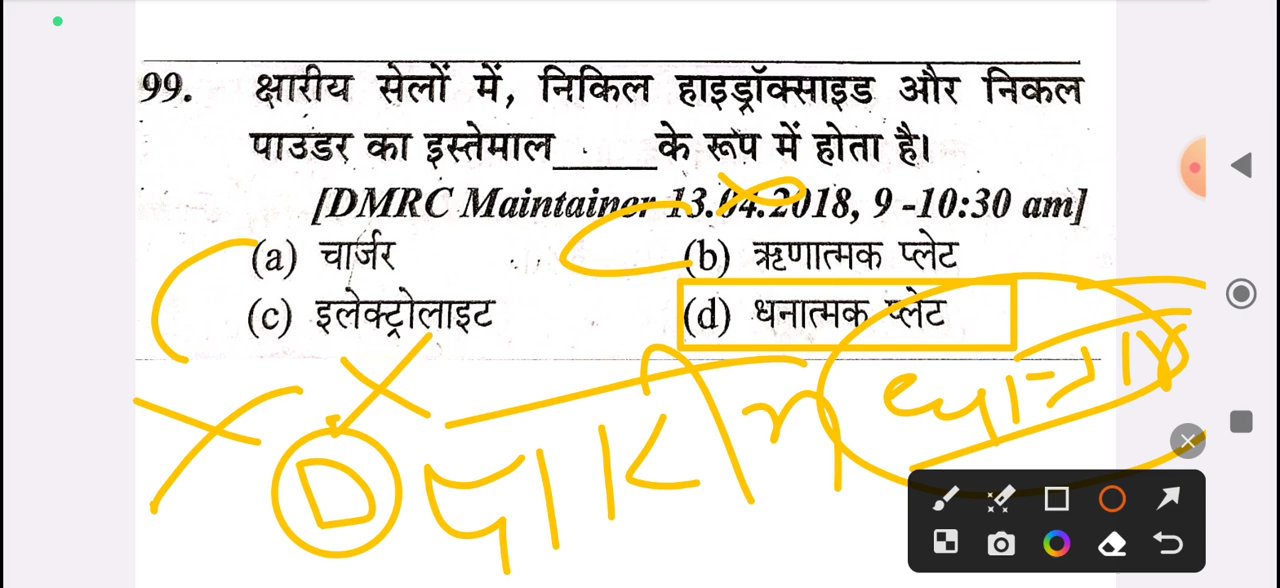 99. क्षारीय सेलों में, निकिल हाइड्रॉक्साइड और निकल
पाउडर का इस्तेमाल ____ के रूप में होता है।
[DMRC Maintainer 13.04.2018, 9 -10:30 am]
(a) चार्जर (b) ऋणात्मक प्लेट
(c) इलेक्ट्रोलाइट (d) धनात्मक प्लेट
D